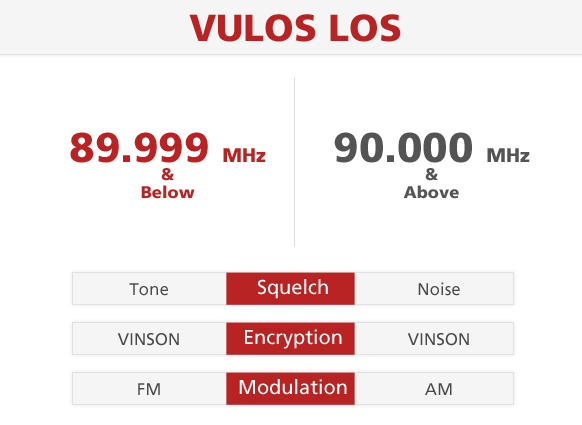 VULOS LOS
89.999 MHz
&
Below
90.000 MHz
&
Above
Tone Squelch Noise
VINSON Encryption VINSON
FM Modulation AM